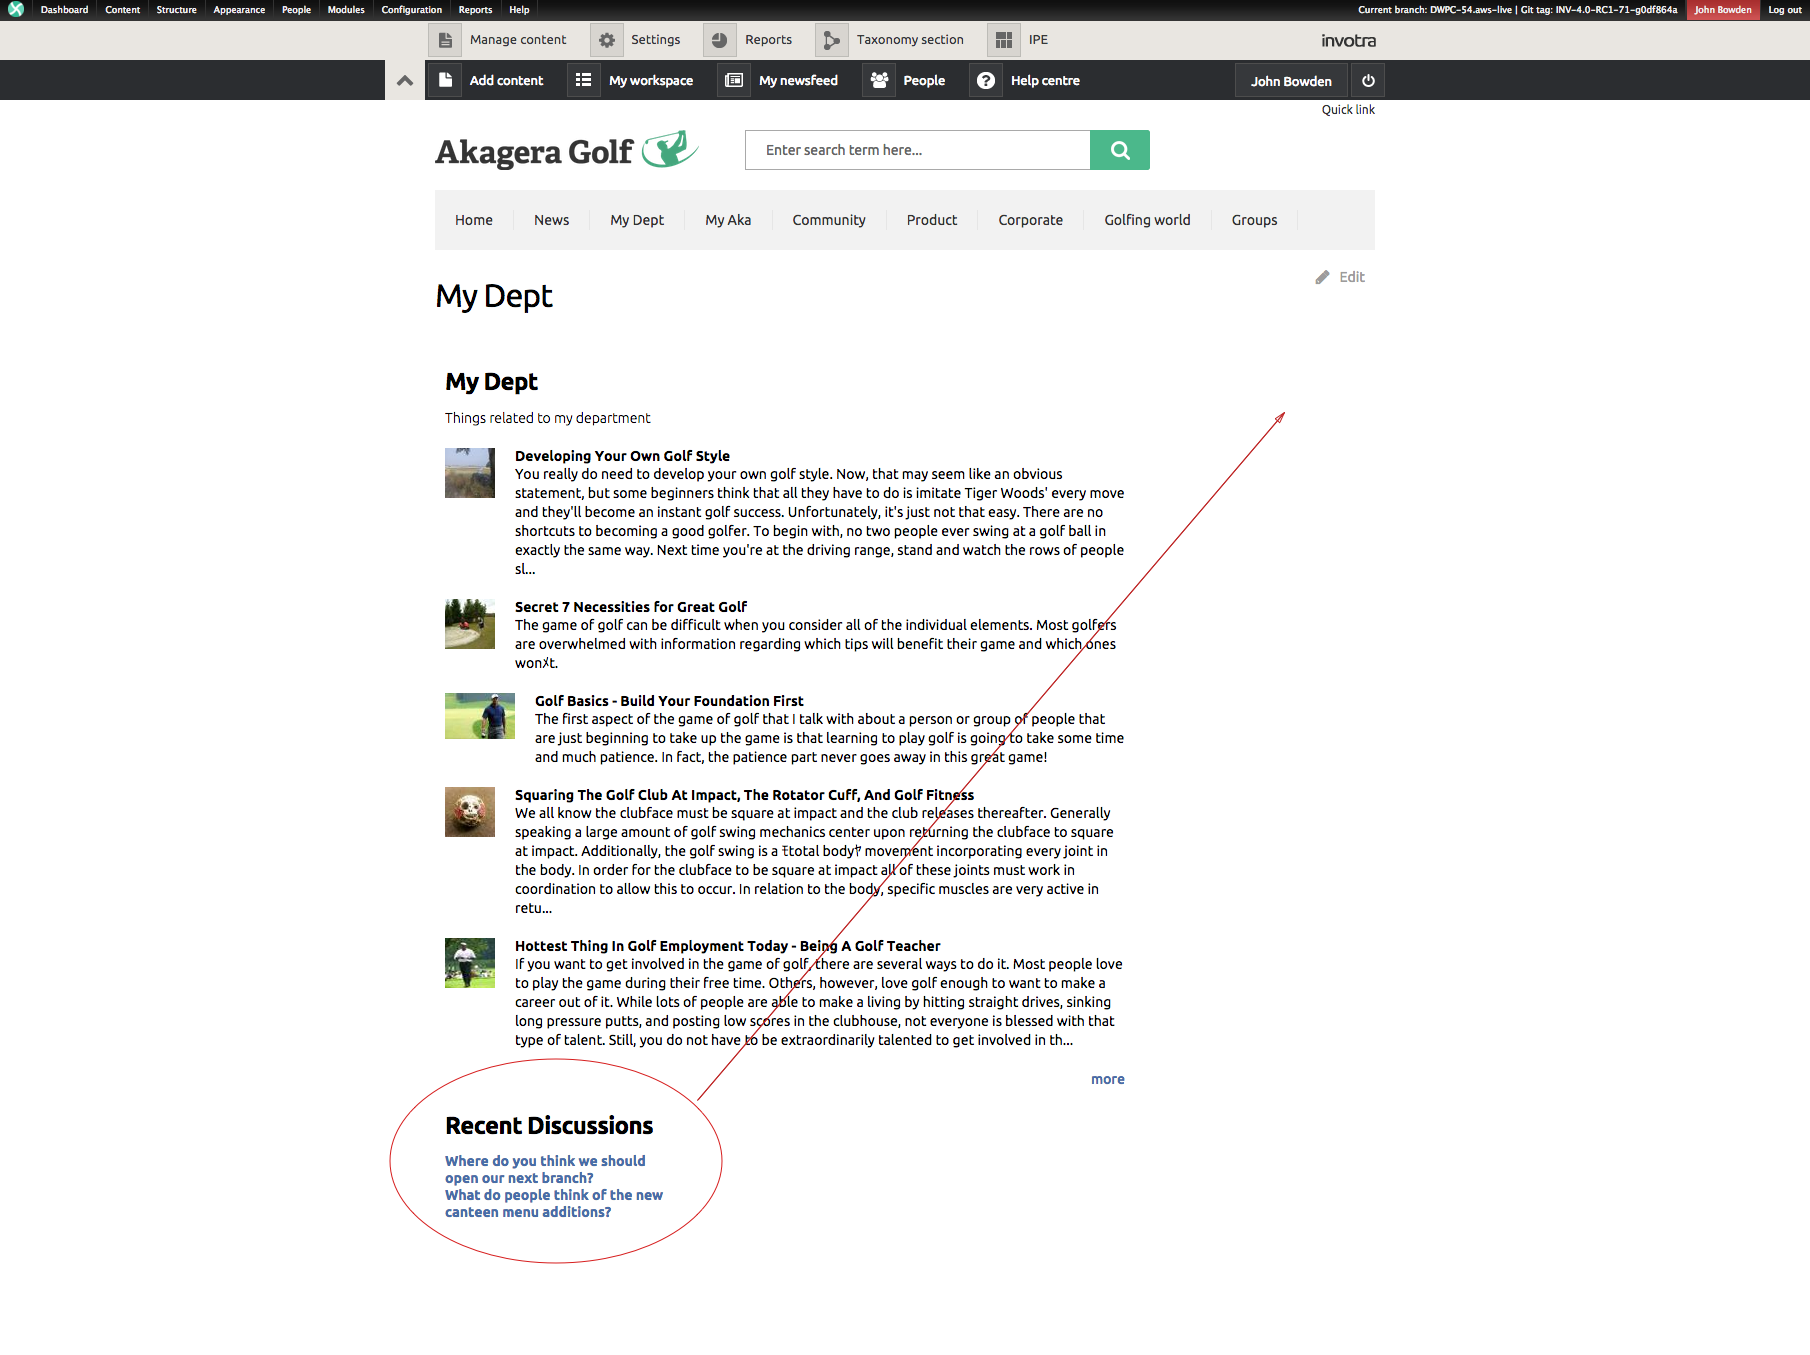 Dashboard Content Structure Appearance People Modules Configuration Reports Help Current branch: DWPC-54.aws-live | Git tag: INV-4.0-RC1-71-g0df864a John Bowden Log out
Manage content Settings Reports Taxonomy section IPE invotra
Add content My workspace My newsfeed People Help centre John Bowden
Quick link
Akagera Golf Enter search term here...
Home News My Dept My Aka Community Product Corporate Golfing world Groups
Edit
My Dept
My Dept
Things related to my department
Developing Your Own Golf Style
You really do need to develop your own golf style. Now, that may seem like an obvious
statement, but some beginners think that all they have to do is imitate Tiger Woods' every move
and they'll become an instant golf success. Unfortunately, it's just not that easy. There are no
shortcuts to becoming a good golfer. To begin with, no two people ever swing at a golf ball in
exactly the same way. Next time you're at the driving range, stand and watch the rows of people
sl...
Secret 7 Necessities for Great Golf
The game of golf can be difficult when you consider all of the individual elements. Most golfers
are overwhelmed with information regarding which tips will benefit their game and which ones
wonﾒt.
Golf Basics - Build Your Foundation First
The first aspect of the game of golf that I talk with about a person or group of people that
are just beginning to take up the game is that learning to play golf is going to take some time
and much patience. In fact, the patience part never goes away in this great game!
Squaring The Golf Club At Impact, The Rotator Cuff, And Golf Fitness
We all know the clubface must be square at impact and the club releases thereafter. Generally
speaking a large amount of golf swing mechanics center upon returning the clubface to square
at impact. Additionally, the golf swing is a ﾓtotal bodyﾔ movement incorporating every joint in
the body. In order for the clubface to be square at impact all of these joints must work in
coordination to allow this to occur. In relation to the body, specific muscles are very active in
retu...
Hottest Thing In Golf Employment Today - Being A Golf Teacher
If you want to get involved in the game of golf, there are several ways to do it. Most people love
to play the game during their free time. Others, however, love golf enough to want to make a
career out of it. While lots of people are able to make a living by hitting straight drives, sinking
long pressure putts, and posting low scores in the clubhouse, not everyone is blessed with that
type of talent. Still, you do not have to be extraordinarily talented to get involved in th...
more
Recent Discussions
Where do you think we should
open our next branch?
What do people think of the new
canteen menu additions?